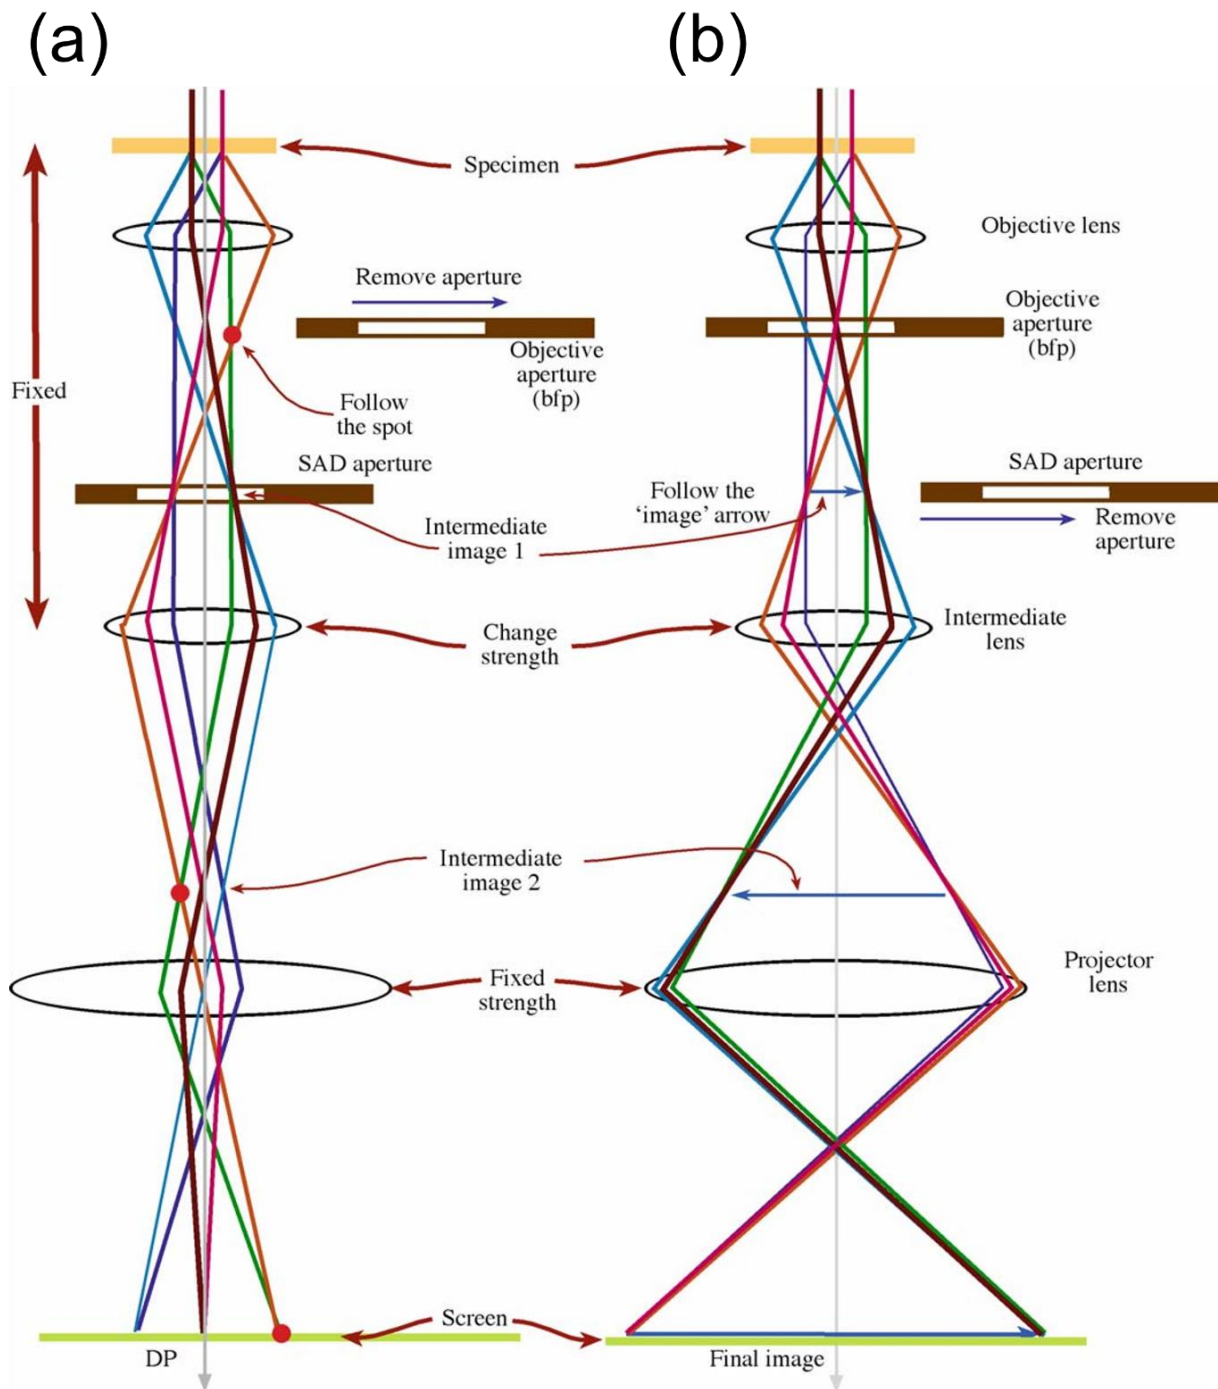 (a)
(b)
Specimen
Objective lens
Remove aperture
Objective
aperture
(bfp)
Objective
aperture
(bfp)
Fixed
Follow
the spot
SAD aperture
Follow the
‘image’ arrow
SAD aperture
Intermediate
image 1
Remove
aperture
Change
strength
Intermediate
lens
Intermediate
image 2
Fixed
strength
Projector
lens
Screen
DP
Final image